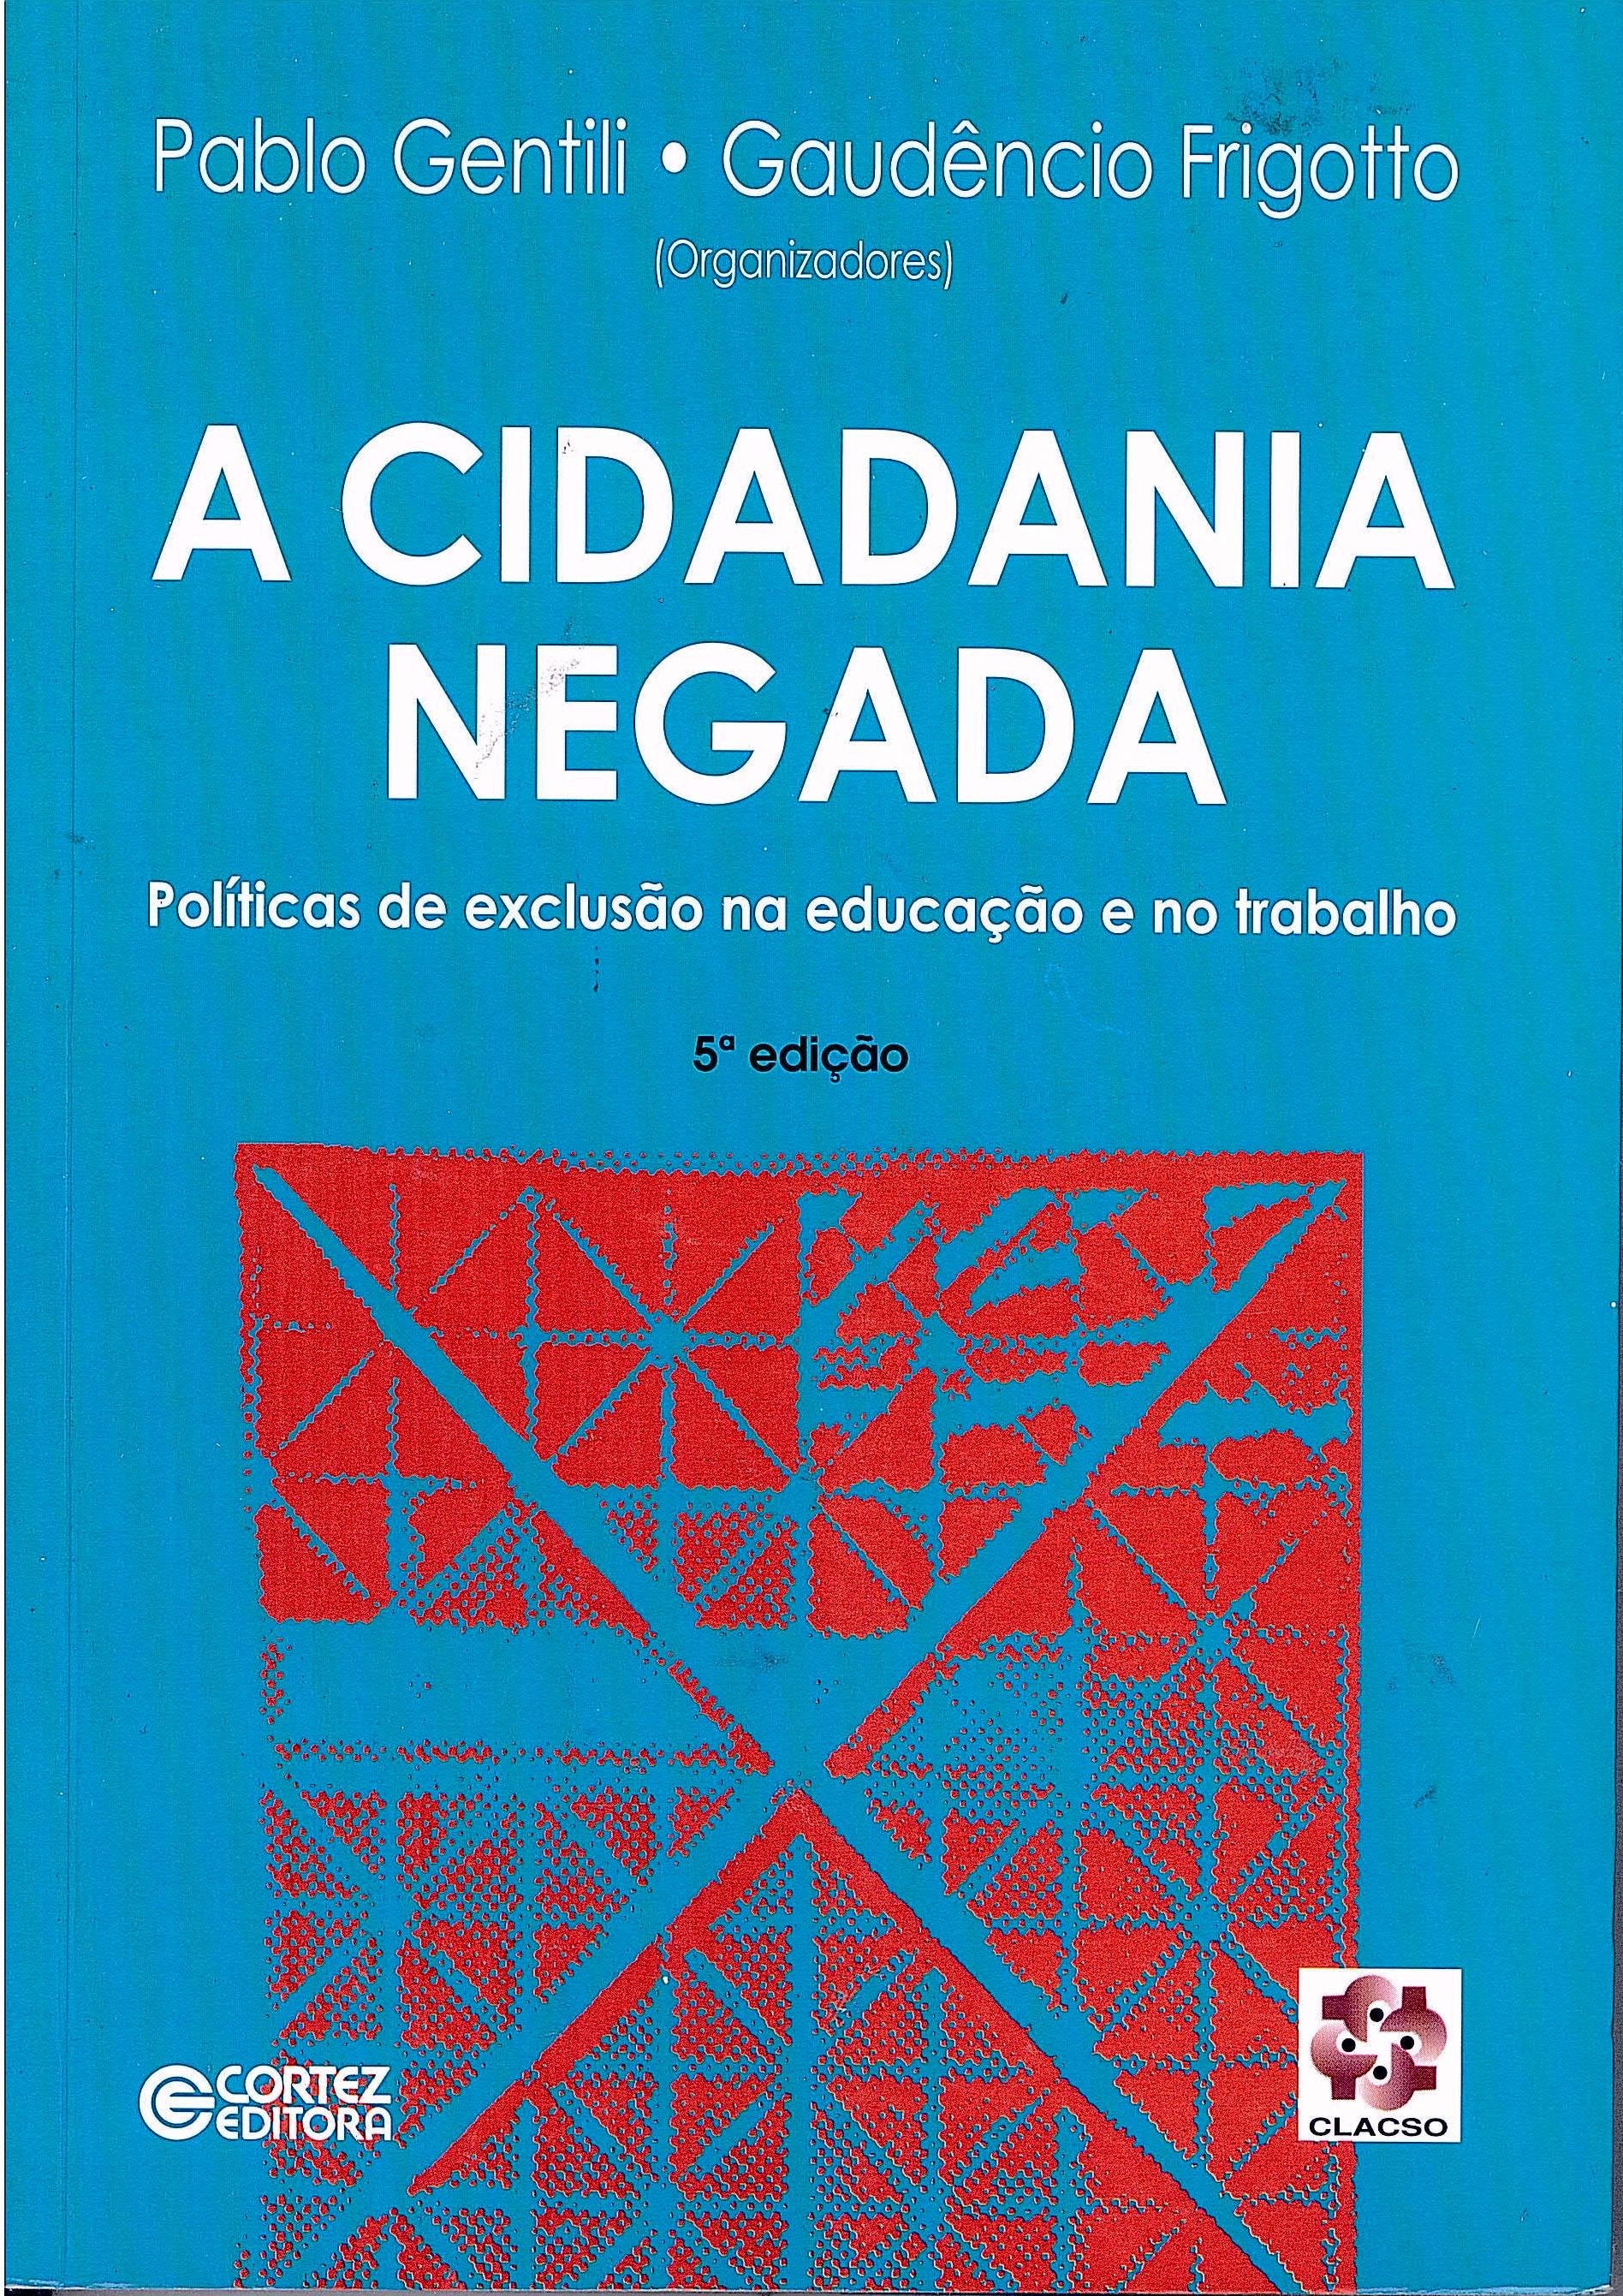 Pablo Gentili • Gaudêncio Frigotto
(Organizadores)
A CIDADANIA
NEGADA
Políticas de exclusão na educação e no trabalho
5ª edição
CORTEZ
EDITORA
CLACSO